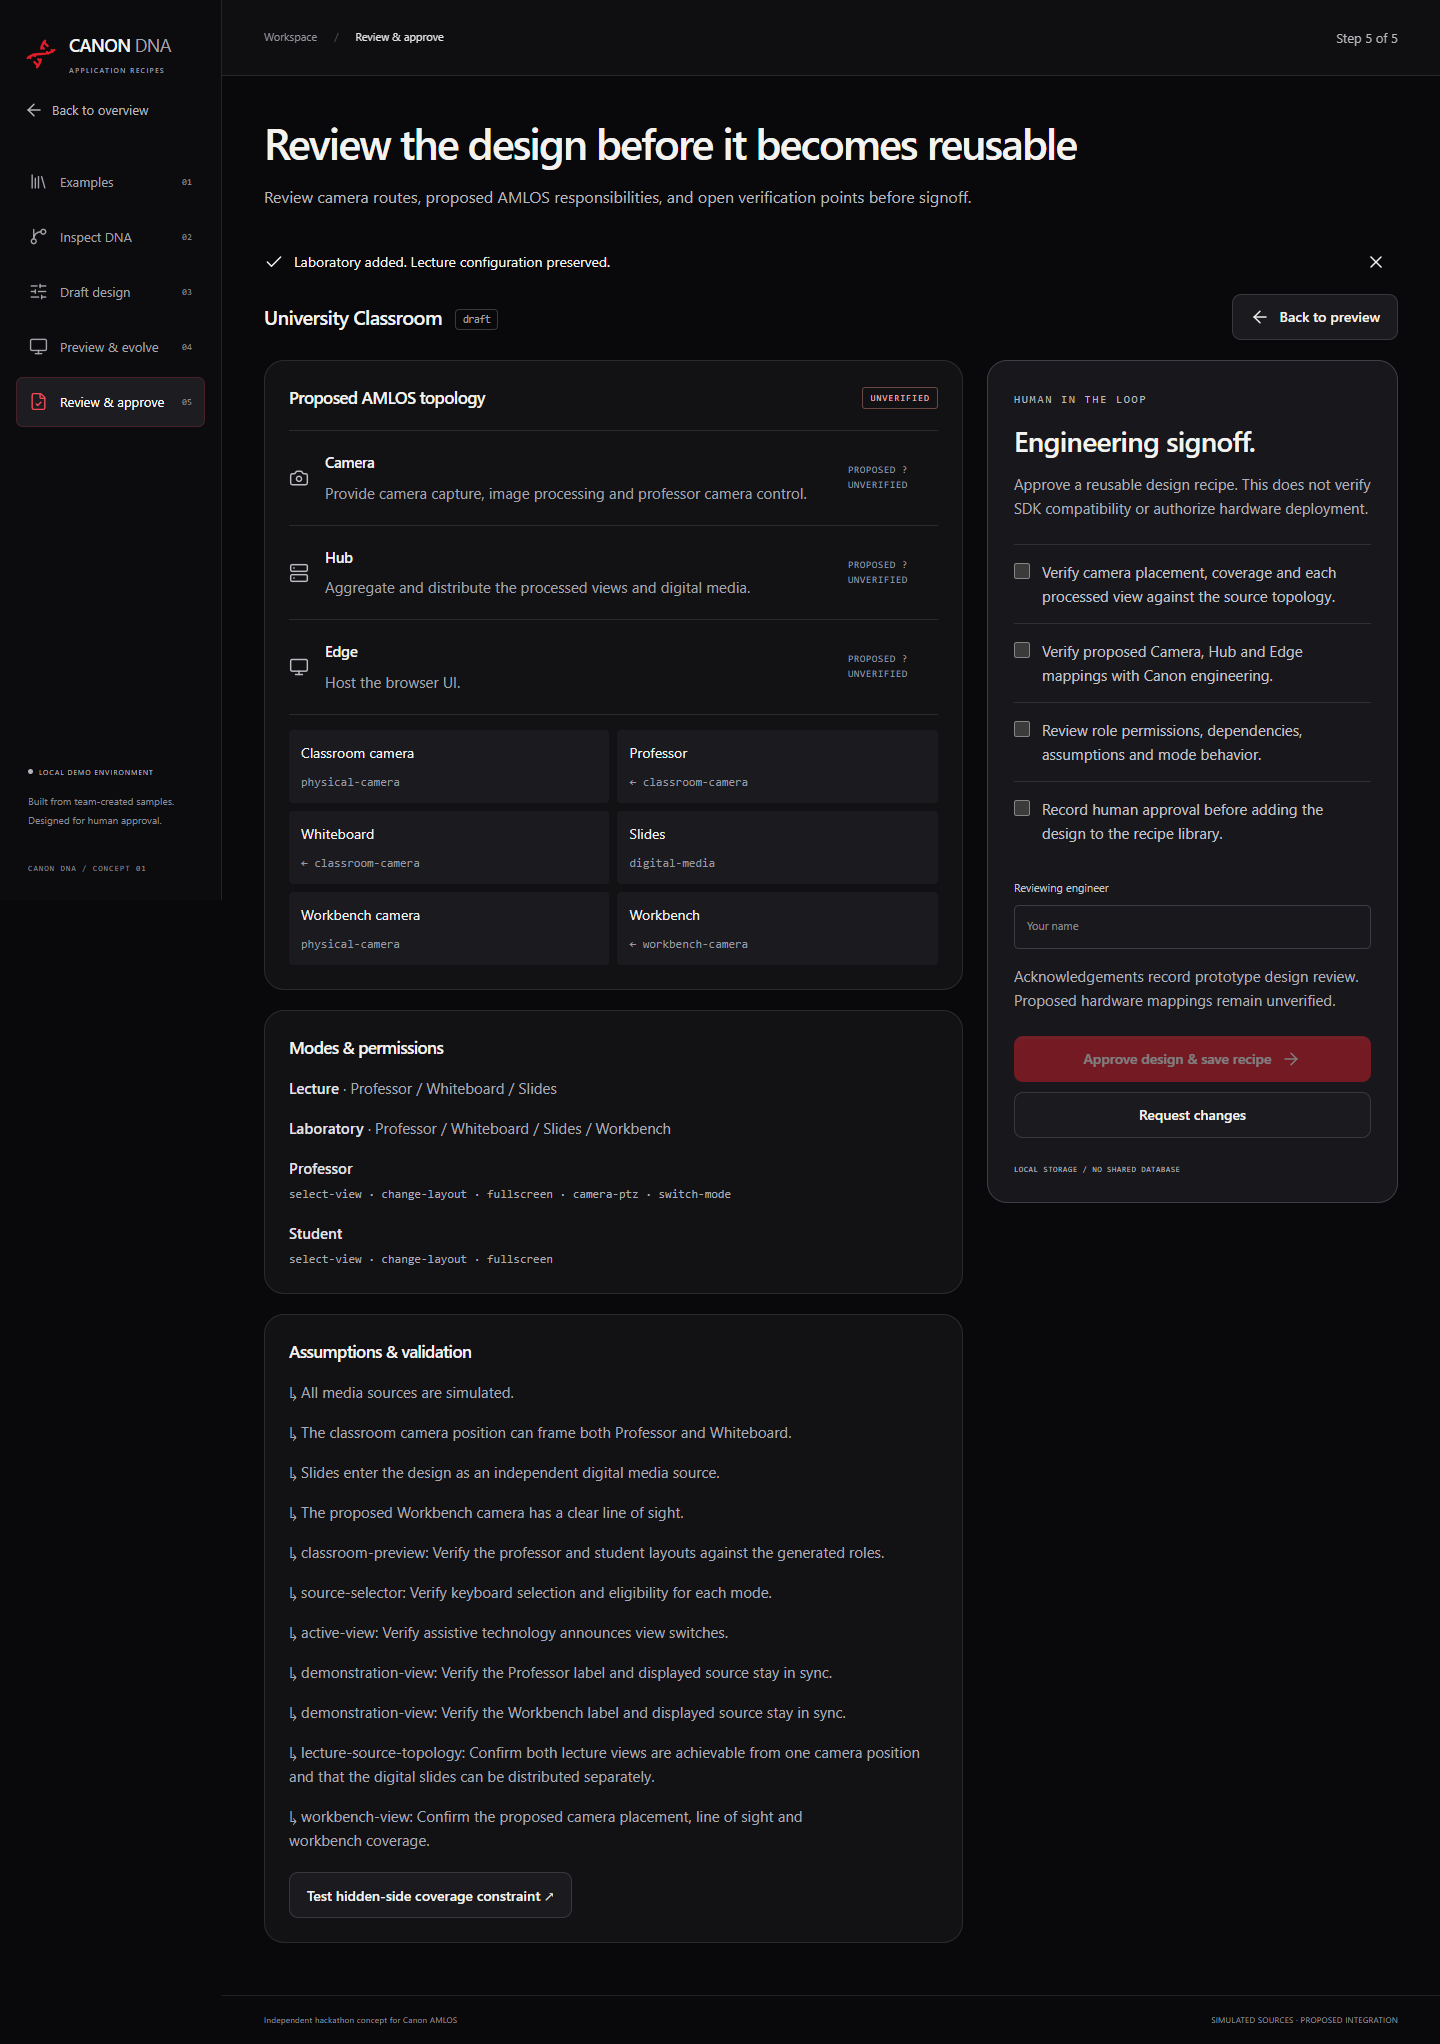 CANON DNA
APPLICATION RECIPES
Back to overview
Examples 01
Inspect DNA 02
Draft design 03
Preview & evolve 04
Review & approve 05
LOCAL DEMO ENVIRONMENT
Built from team-created samples.
Designed for human approval.
CANON DNA / CONCEPT 01
Workspace / Review & approve
Step 5 of 5
Review the design before it becomes reusable
Review camera routes, proposed AMLOS responsibilities, and open verification points before signoff.
Laboratory added. Lecture configuration preserved.
University Classroom draft
Back to preview
Proposed AMLOS topology
UNVERIFIED
Camera
Provide camera capture, image processing and professor camera control.
PROPOSED ?
UNVERIFIED
Hub
Aggregate and distribute the processed views and digital media.
PROPOSED ?
UNVERIFIED
Edge
Host the browser UI.
PROPOSED ?
UNVERIFIED
Classroom camera
physical-camera
Professor
← classroom-camera
Whiteboard
← classroom-camera
Slides
digital-media
Workbench camera
physical-camera
Workbench
← workbench-camera
Modes & permissions
Lecture · Professor / Whiteboard / Slides
Laboratory · Professor / Whiteboard / Slides / Workbench
Professor
select-view · change-layout · fullscreen · camera-ptz · switch-mode
Student
select-view · change-layout · fullscreen
Assumptions & validation
↳ All media sources are simulated.
↳ The classroom camera position can frame both Professor and Whiteboard.
↳ Slides enter the design as an independent digital media source.
↳ The proposed Workbench camera has a clear line of sight.
↳ classroom-preview: Verify the professor and student layouts against the generated roles.
↳ source-selector: Verify keyboard selection and eligibility for each mode.
↳ active-view: Verify assistive technology announces view switches.
↳ demonstration-view: Verify the Professor label and displayed source stay in sync.
↳ demonstration-view: Verify the Workbench label and displayed source stay in sync.
↳ lecture-source-topology: Confirm both lecture views are achievable from one camera position
and that the digital slides can be distributed separately.
↳ workbench-view: Confirm the proposed camera placement, line of sight and
workbench coverage.
Test hidden-side coverage constraint ↗
HUMAN IN THE LOOP
Engineering signoff.
Approve a reusable design recipe. This does not verify
SDK compatibility or authorize hardware deployment.
Verify camera placement, coverage and each
processed view against the source topology.
Verify proposed Camera, Hub and Edge
mappings with Canon engineering.
Review role permissions, dependencies,
assumptions and mode behavior.
Record human approval before adding the
design to the recipe library.
Reviewing engineer
Your name
Acknowledgements record prototype design review.
Proposed hardware mappings remain unverified.
Approve design & save recipe
Request changes
LOCAL STORAGE / NO SHARED DATABASE
Independent hackathon concept for Canon AMLOS
SIMULATED SOURCES · PROPOSED INTEGRATION